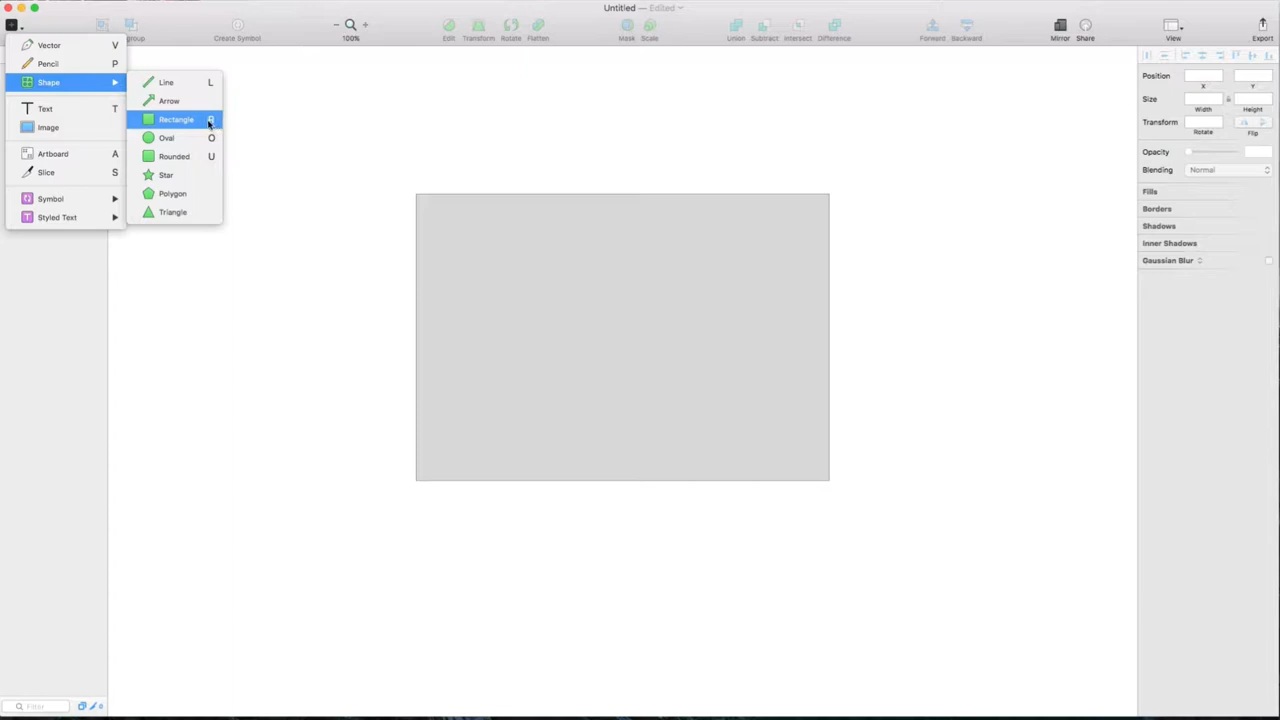 Untitled — Edited
group
Create Symbol
100%
Edit Transform Rotate Flatten
Mask Scale
Union Subtract Intersect Difference
Forward Backward
Mirror Share
View
Export
Vector V
Pencil P
Shape
Text T
Image
Artboard A
Slice S
Symbol
Styled Text
Line L
Arrow
Rectangle
Oval O
Rounded U
Star
Polygon
Triangle
Position
X Y
Size
Width Height
Transform
Rotate Flip
Opacity
Blending Normal
Fills
Borders
Shadows
Inner Shadows
Gaussian Blur
Filter